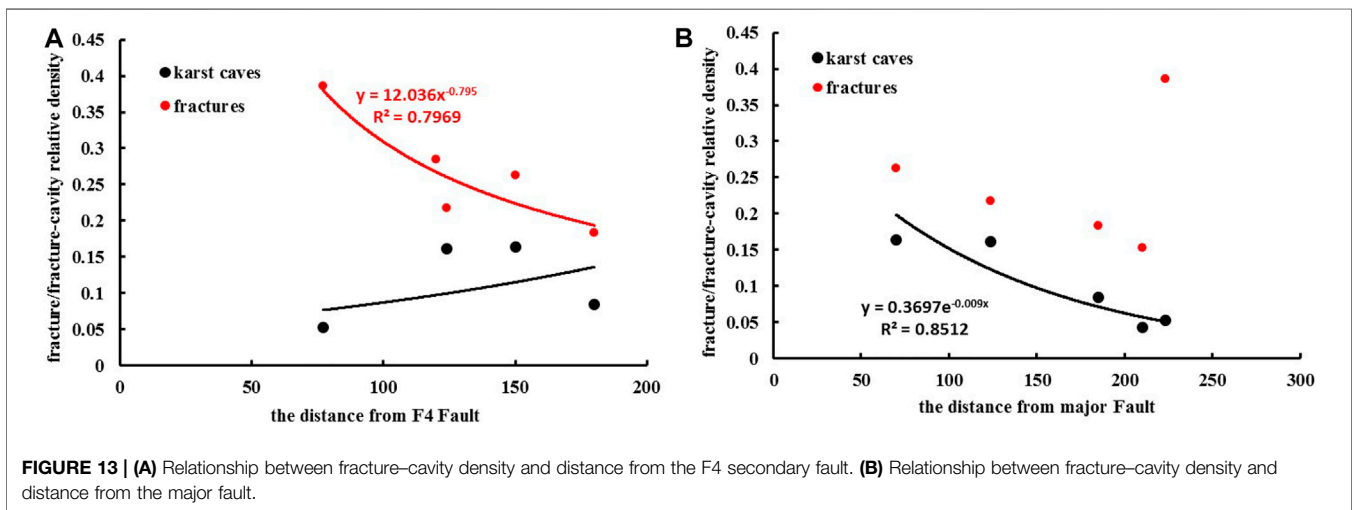 A
fracture/fracture-cavity relative density
0.45
0.4
0.35
0.3
0.25
0.2
0.15
0.1
0.05
0
karst caves
fractures
y = 12.036x^-0.795
R² = 0.7969
0 50 100 150 200
the distance from F4 Fault
B
fracture/fracture-cavity relative density
0.45
0.4
0.35
0.3
0.25
0.2
0.15
0.1
0.05
0
karst caves
fractures
y = 0.3697e^-0.009x
R² = 0.8512
0 50 100 150 200 250 300
the distance from major Fault
FIGURE 13 | (A) Relationship between fracture–cavity density and distance from the F4 secondary fault. (B) Relationship between fracture–cavity density and
distance from the major fault.